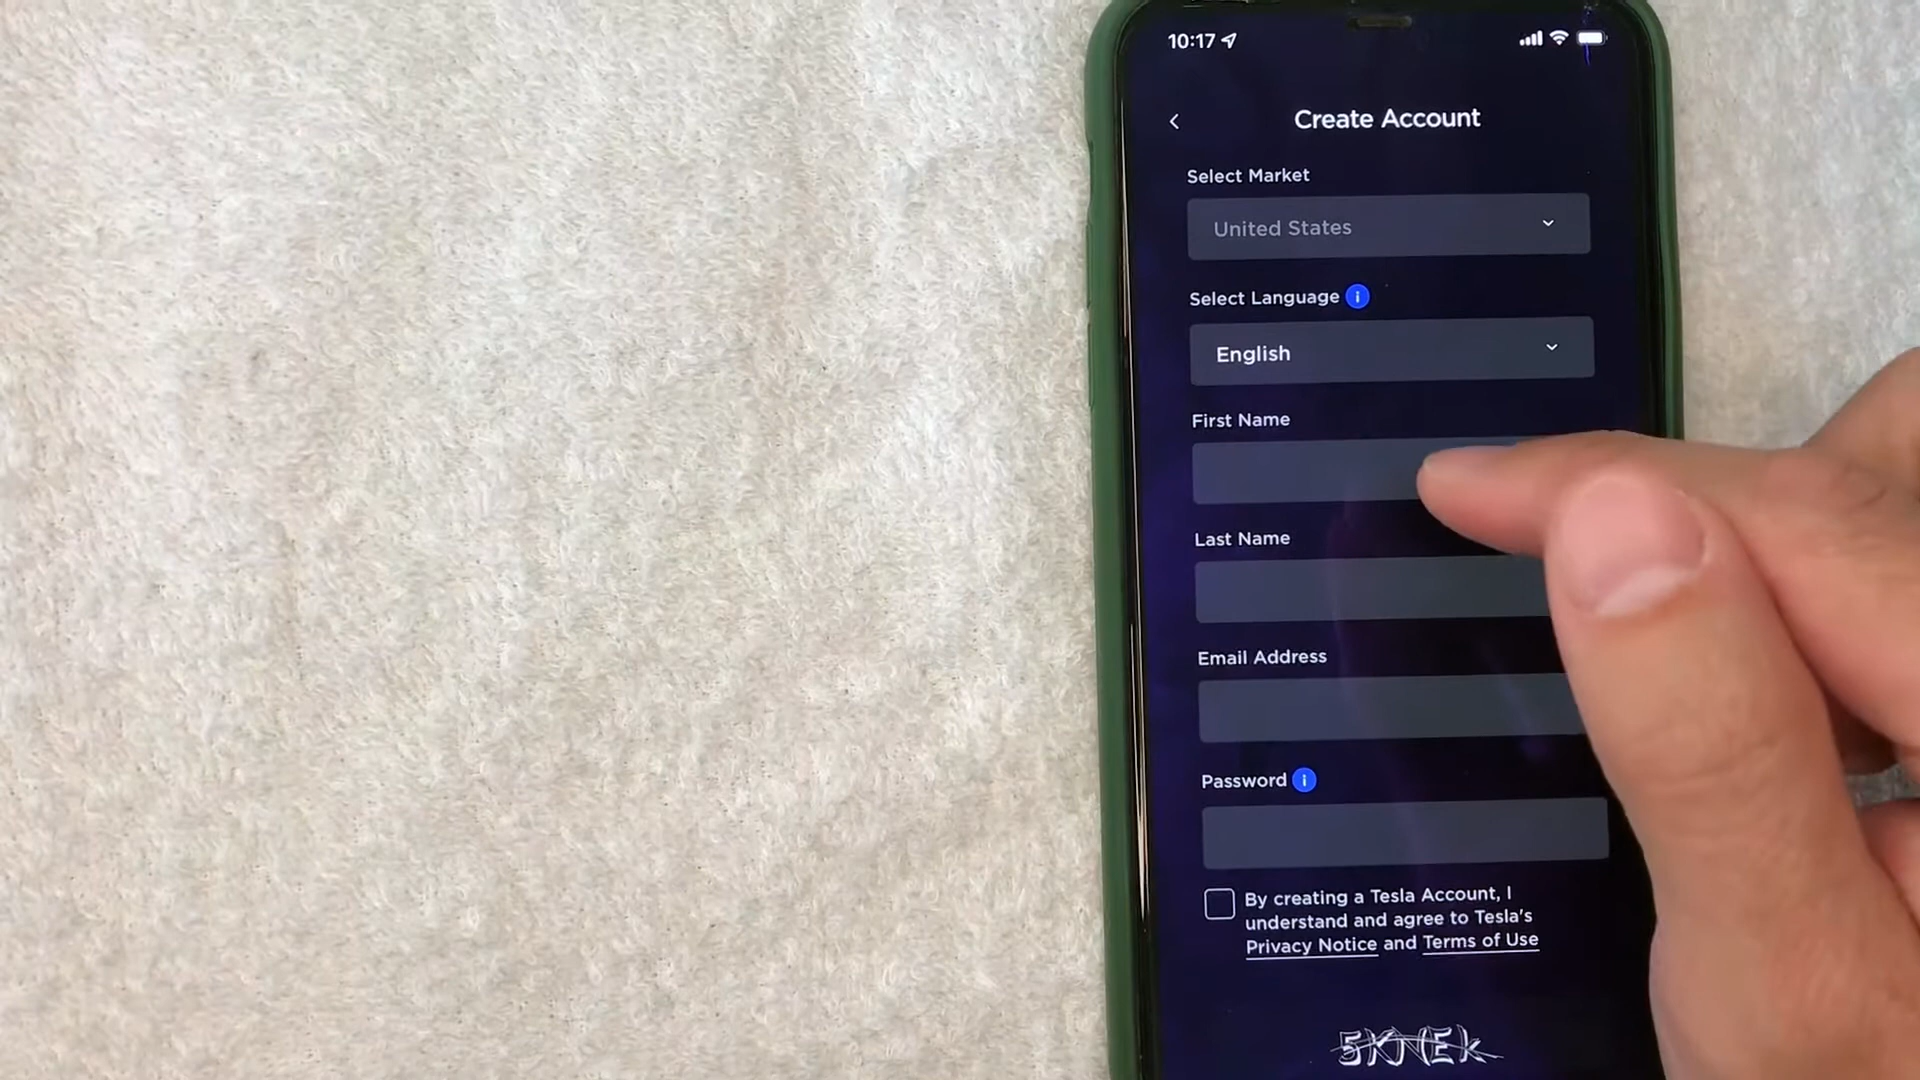 10:17
Create Account
Select Market
United States
Select Language i
English
First Name
Last Name
Email Address
Password i
By creating a Tesla Account, I
understand and agree to Tesla's
Privacy Notice and Terms of Use